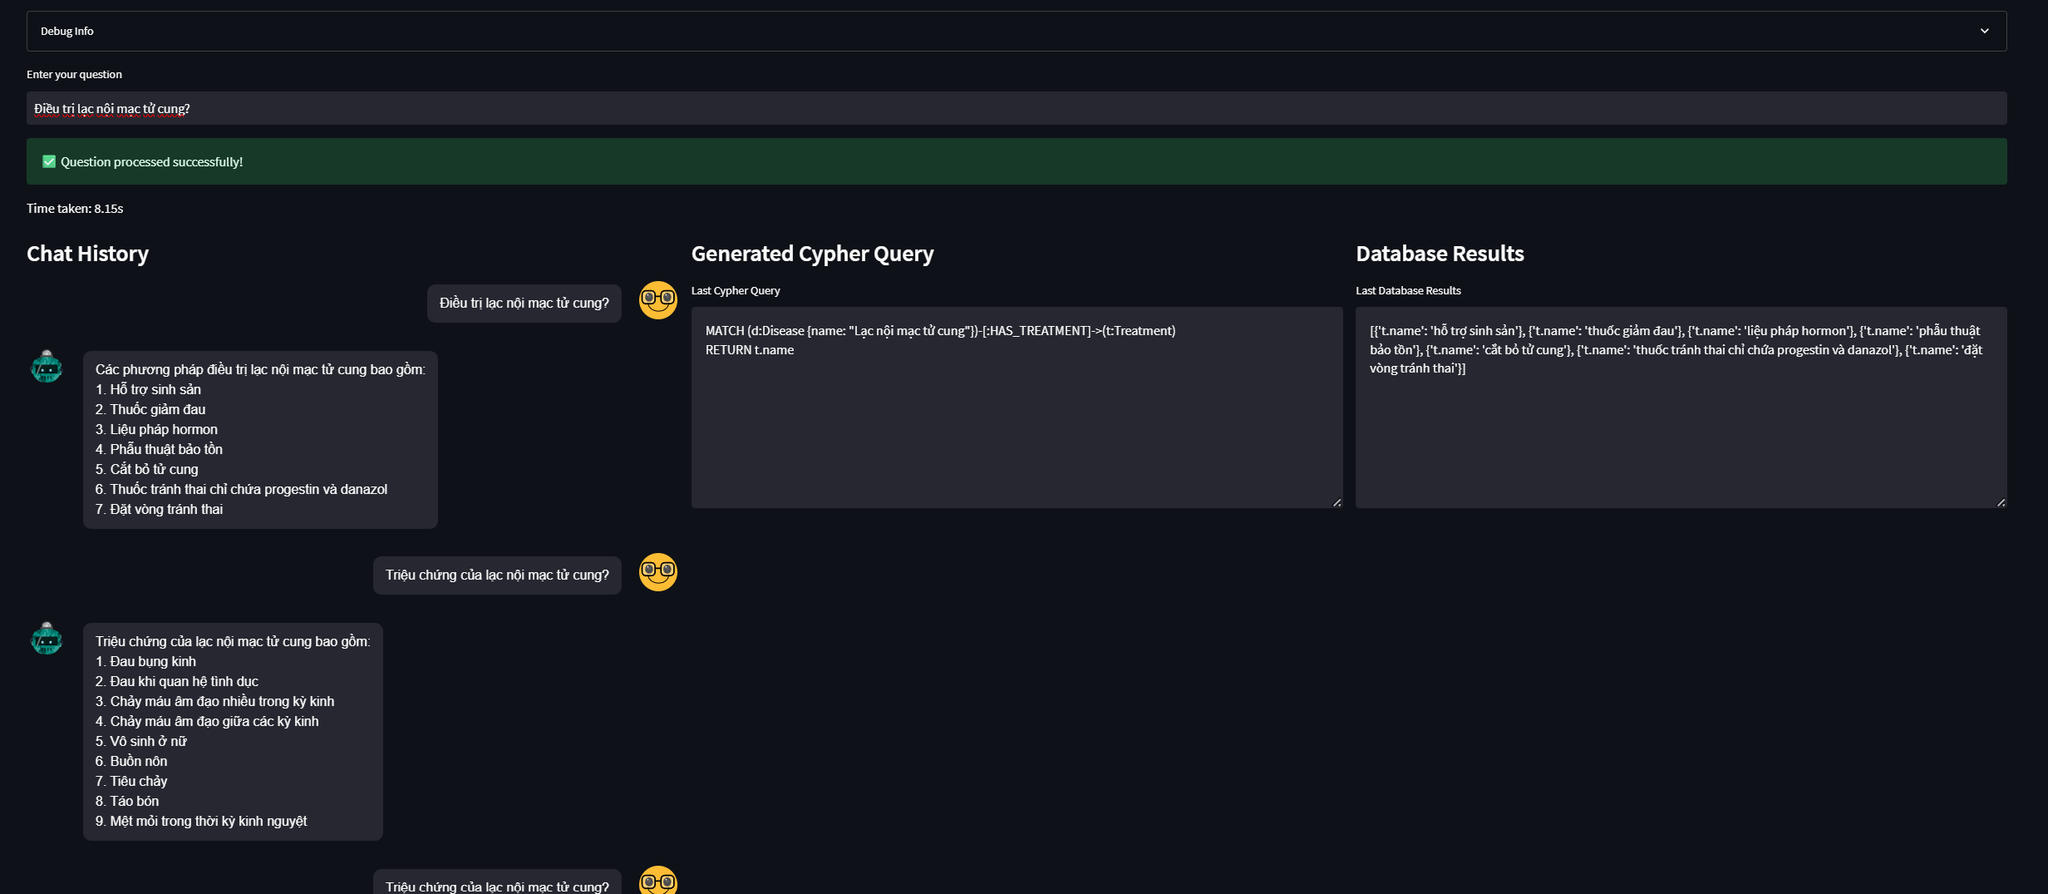 Debug Info
Enter your question
Điều trị lạc nội mạc tử cung?
✅ Question processed successfully!
Time taken: 8.15s
Chat History
Điều trị lạc nội mạc tử cung?
Các phương pháp điều trị lạc nội mạc tử cung bao gồm:
1. Hỗ trợ sinh sản
2. Thuốc giảm đau
3. Liệu pháp hormon
4. Phẫu thuật bảo tồn
5. Cắt bỏ tử cung
6. Thuốc tránh thai chỉ chứa progestin và danazol
7. Đặt vòng tránh thai
Triệu chứng của lạc nội mạc tử cung?
Triệu chứng của lạc nội mạc tử cung bao gồm:
1. Đau bụng kinh
2. Đau khi quan hệ tình dục
3. Chảy máu âm đạo nhiều trong kỳ kinh
4. Chảy máu âm đạo giữa các kỳ kinh
5. Vô sinh ở nữ
6. Buồn nôn
7. Tiêu chảy
8. Táo bón
9. Mệt mỏi trong thời kỳ kinh nguyệt
Triệu chứng của lạc nội mạc tử cung?
Generated Cypher Query
Last Cypher Query
MATCH (d:Disease {name: "Lạc nội mạc tử cung"})-[:HAS_TREATMENT]->(t:Treatment)
RETURN t.name
Database Results
Last Database Results
[{'t.name': 'hỗ trợ sinh sản'}, {'t.name': 'thuốc giảm đau'}, {'t.name': 'liệu pháp hormon'}, {'t.name': 'phẫu thuật
bảo tồn'}, {'t.name': 'cắt bỏ tử cung'}, {'t.name': 'thuốc tránh thai chỉ chứa progestin và danazol'}, {'t.name': 'đặt
vòng tránh thai'}]